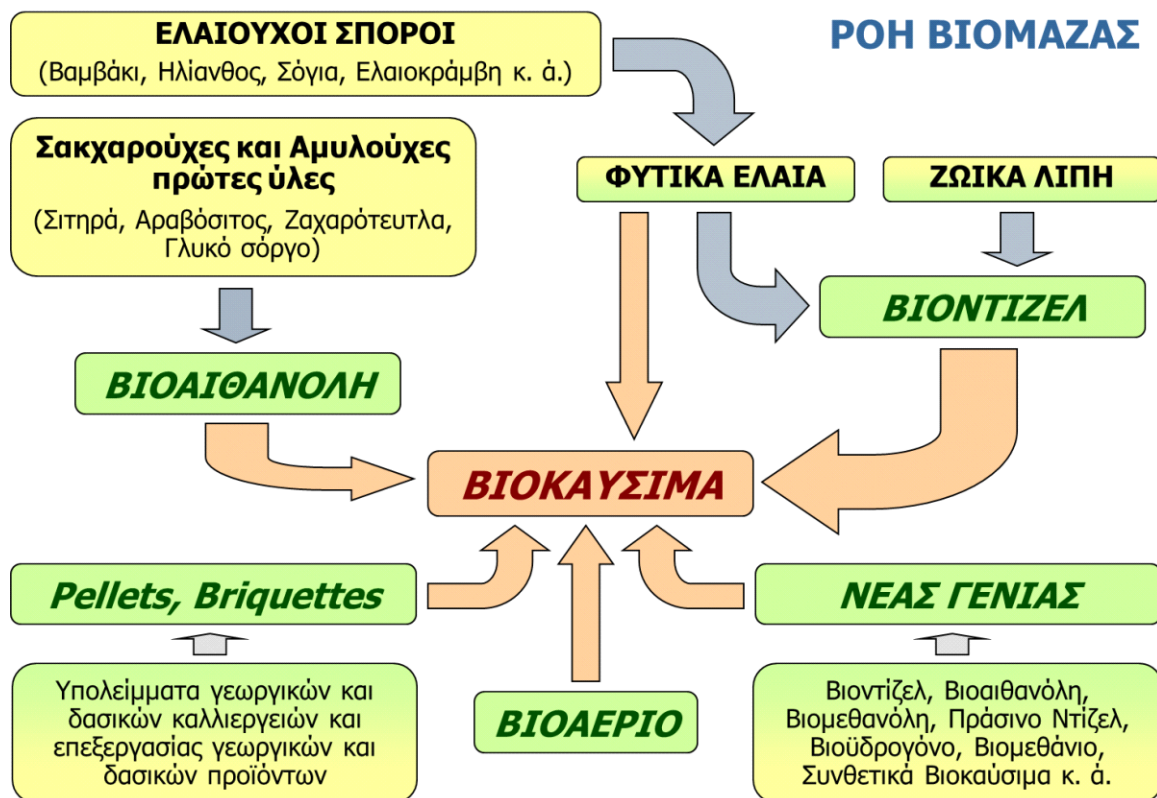 ΡΟΗ ΒΙΟΜΑΖΑΣ
ΕΛΑΙΟΥΧΟΙ ΣΠΟΡΟΙ
(Βαμβάκι, Ηλίανθος, Σόγια, Ελαιοκράμβη κ. ά.)
Σακχαρούχες και Αμυλούχες
πρώτες ύλες
(Σιτηρά, Αραβόσιτος, Ζαχαρότευτλα,
Γλυκό σόργο)
ΦΥΤΙΚΑ ΕΛΑΙΑ
ΖΩΙΚΑ ΛΙΠΗ
ΒΙΟΝΤΙΖΕΛ
ΒΙΟΑΙΘΑΝΟΛΗ
ΒΙΟΚΑΥΣΙΜΑ
Pellets, Briquettes
ΝΕΑΣ ΓΕΝΙΑΣ
Υπολείμματα γεωργικών και
δασικών καλλιεργειών και
επεξεργασίας γεωργικών και
δασικών προϊόντων
ΒΙΟΑΕΡΙΟ
Βιοντίζελ, Βιοαιθανόλη,
Βιομεθανόλη, Πράσινο Ντίζελ,
Βιοϋδρογόνο, Βιομεθάνιο,
Συνθετικά Βιοκαύσιμα κ. ά.